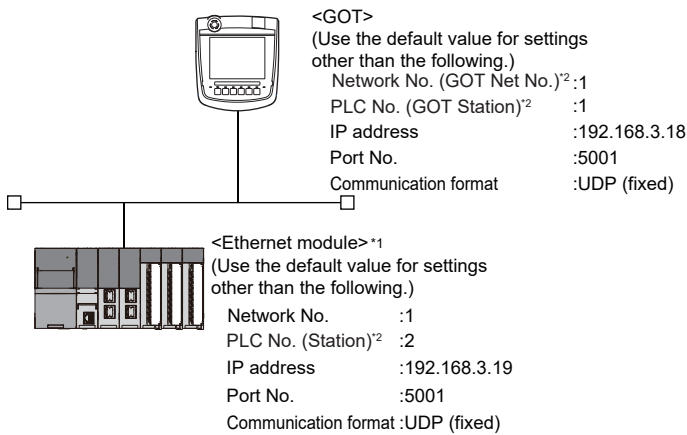 <GOT>
(Use the default value for settings
other than the following.)
Network No. (GOT Net No.)*2 :1
PLC No. (GOT Station)*2 :1
IP address :192.168.3.18
Port No. :5001
Communication format :UDP (fixed)
<Ethernet module>*1
(Use the default value for settings
other than the following.)
Network No. :1
PLC No. (Station)*2 :2
IP address :192.168.3.19
Port No. :5001
Communication format :UDP (fixed)